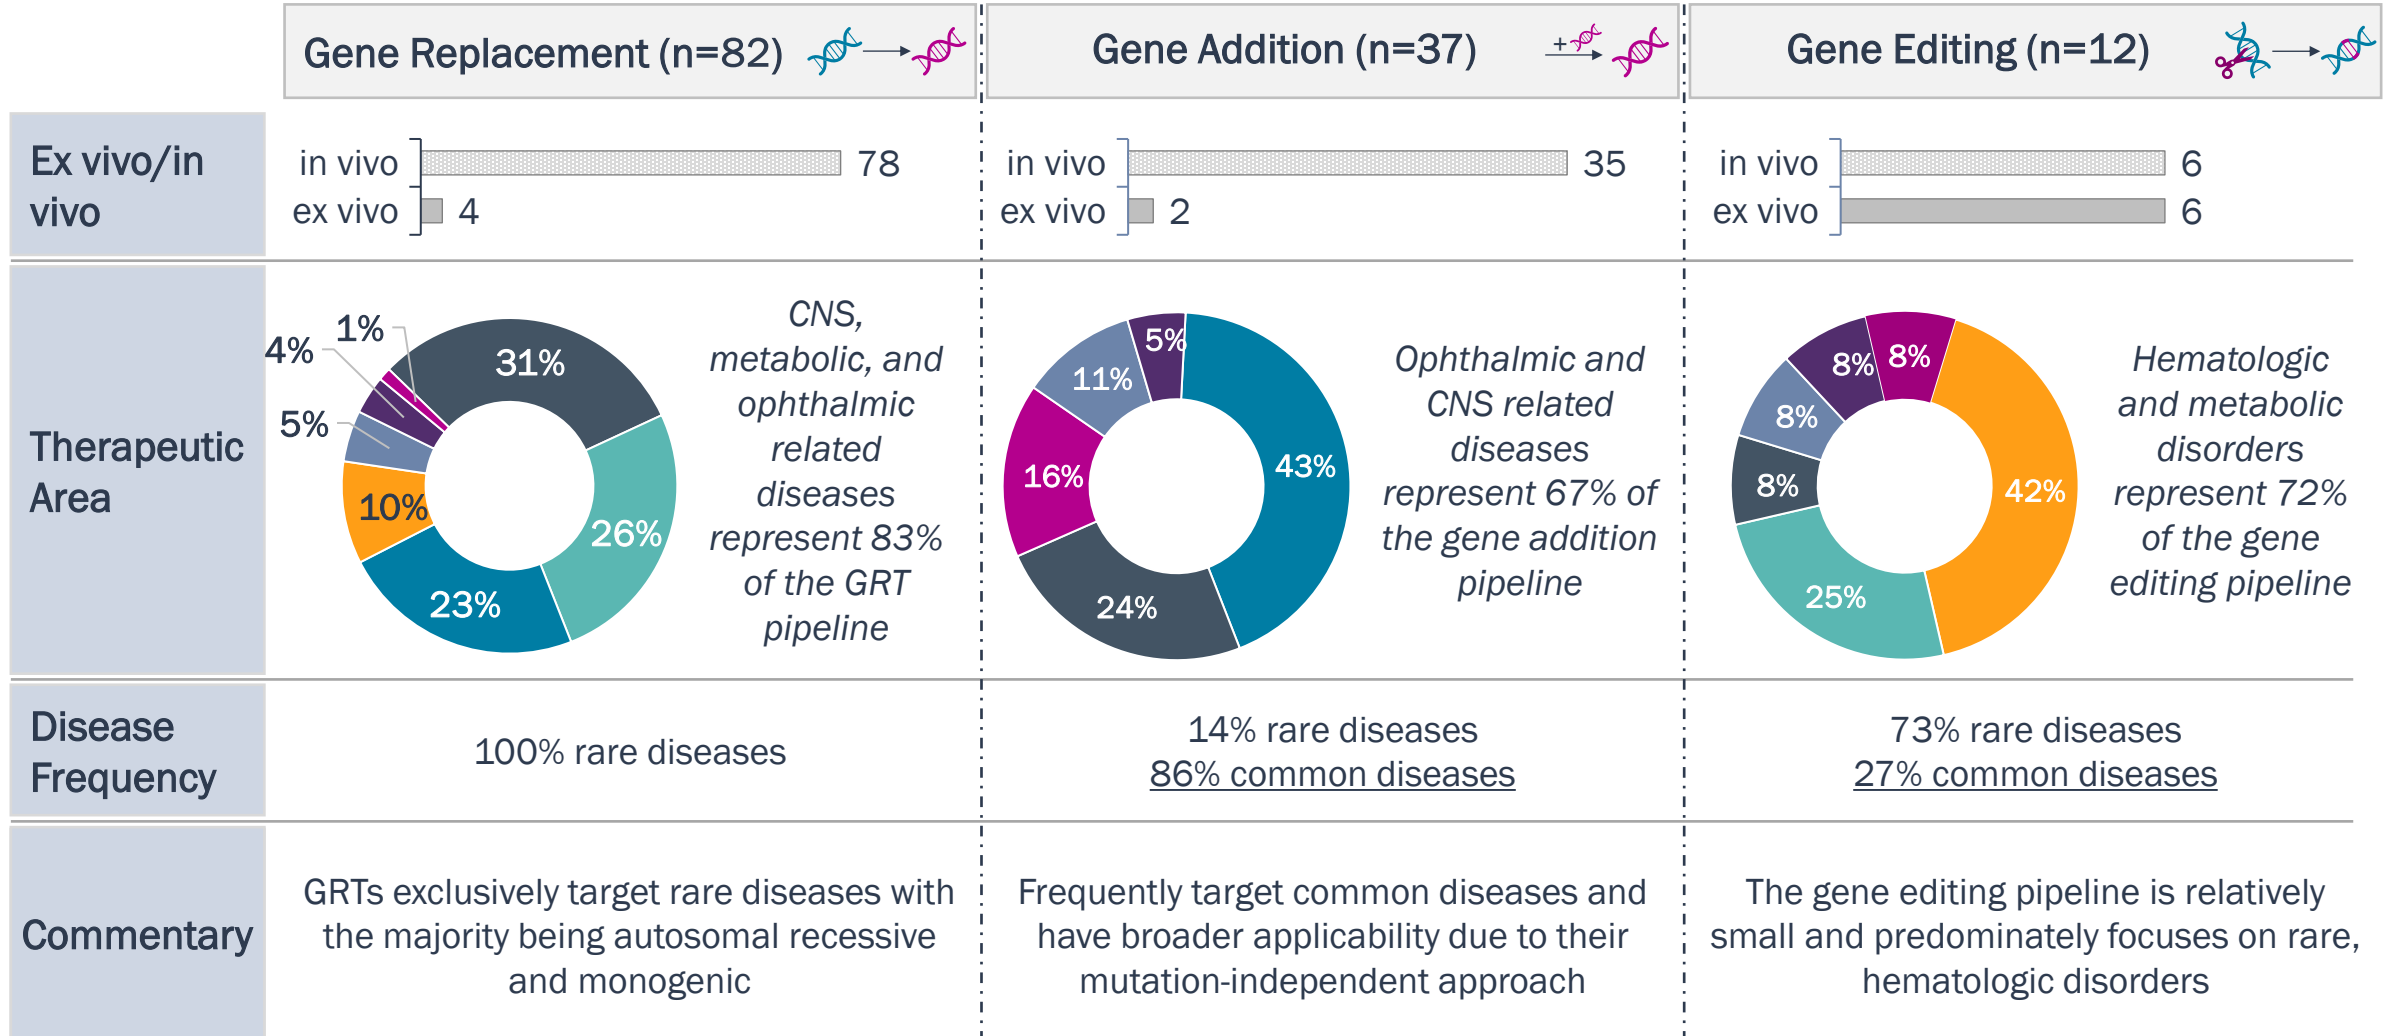 Gene Replacement (n=82)
Gene Addition (n=37)
+
Gene Editing (n=12)
Ex vivo/in
vivo
in vivo
78
ex vivo
4
in vivo
35
ex vivo
2
in vivo
6
ex vivo
6
Therapeutic
Area
1%
4%
5%
10%
23%
26%
31%
CNS,
metabolic, and
ophthalmic
related
diseases
represent 83%
of the GRT
pipeline
5%
11%
16%
24%
43%
Ophthalmic and
CNS related
diseases
represent 67% of
the gene addition
pipeline
8%
8%
8%
8%
25%
42%
Hematologic
and metabolic
disorders
represent 72%
of the gene
editing pipeline
Disease
Frequency
100% rare diseases
14% rare diseases
86% common diseases
73% rare diseases
27% common diseases
Commentary
GRTs exclusively target rare diseases with
the majority being autosomal recessive
and monogenic
Frequently target common diseases and
have broader applicability due to their
mutation-independent approach
The gene editing pipeline is relatively
small and predominately focuses on rare,
hematologic disorders